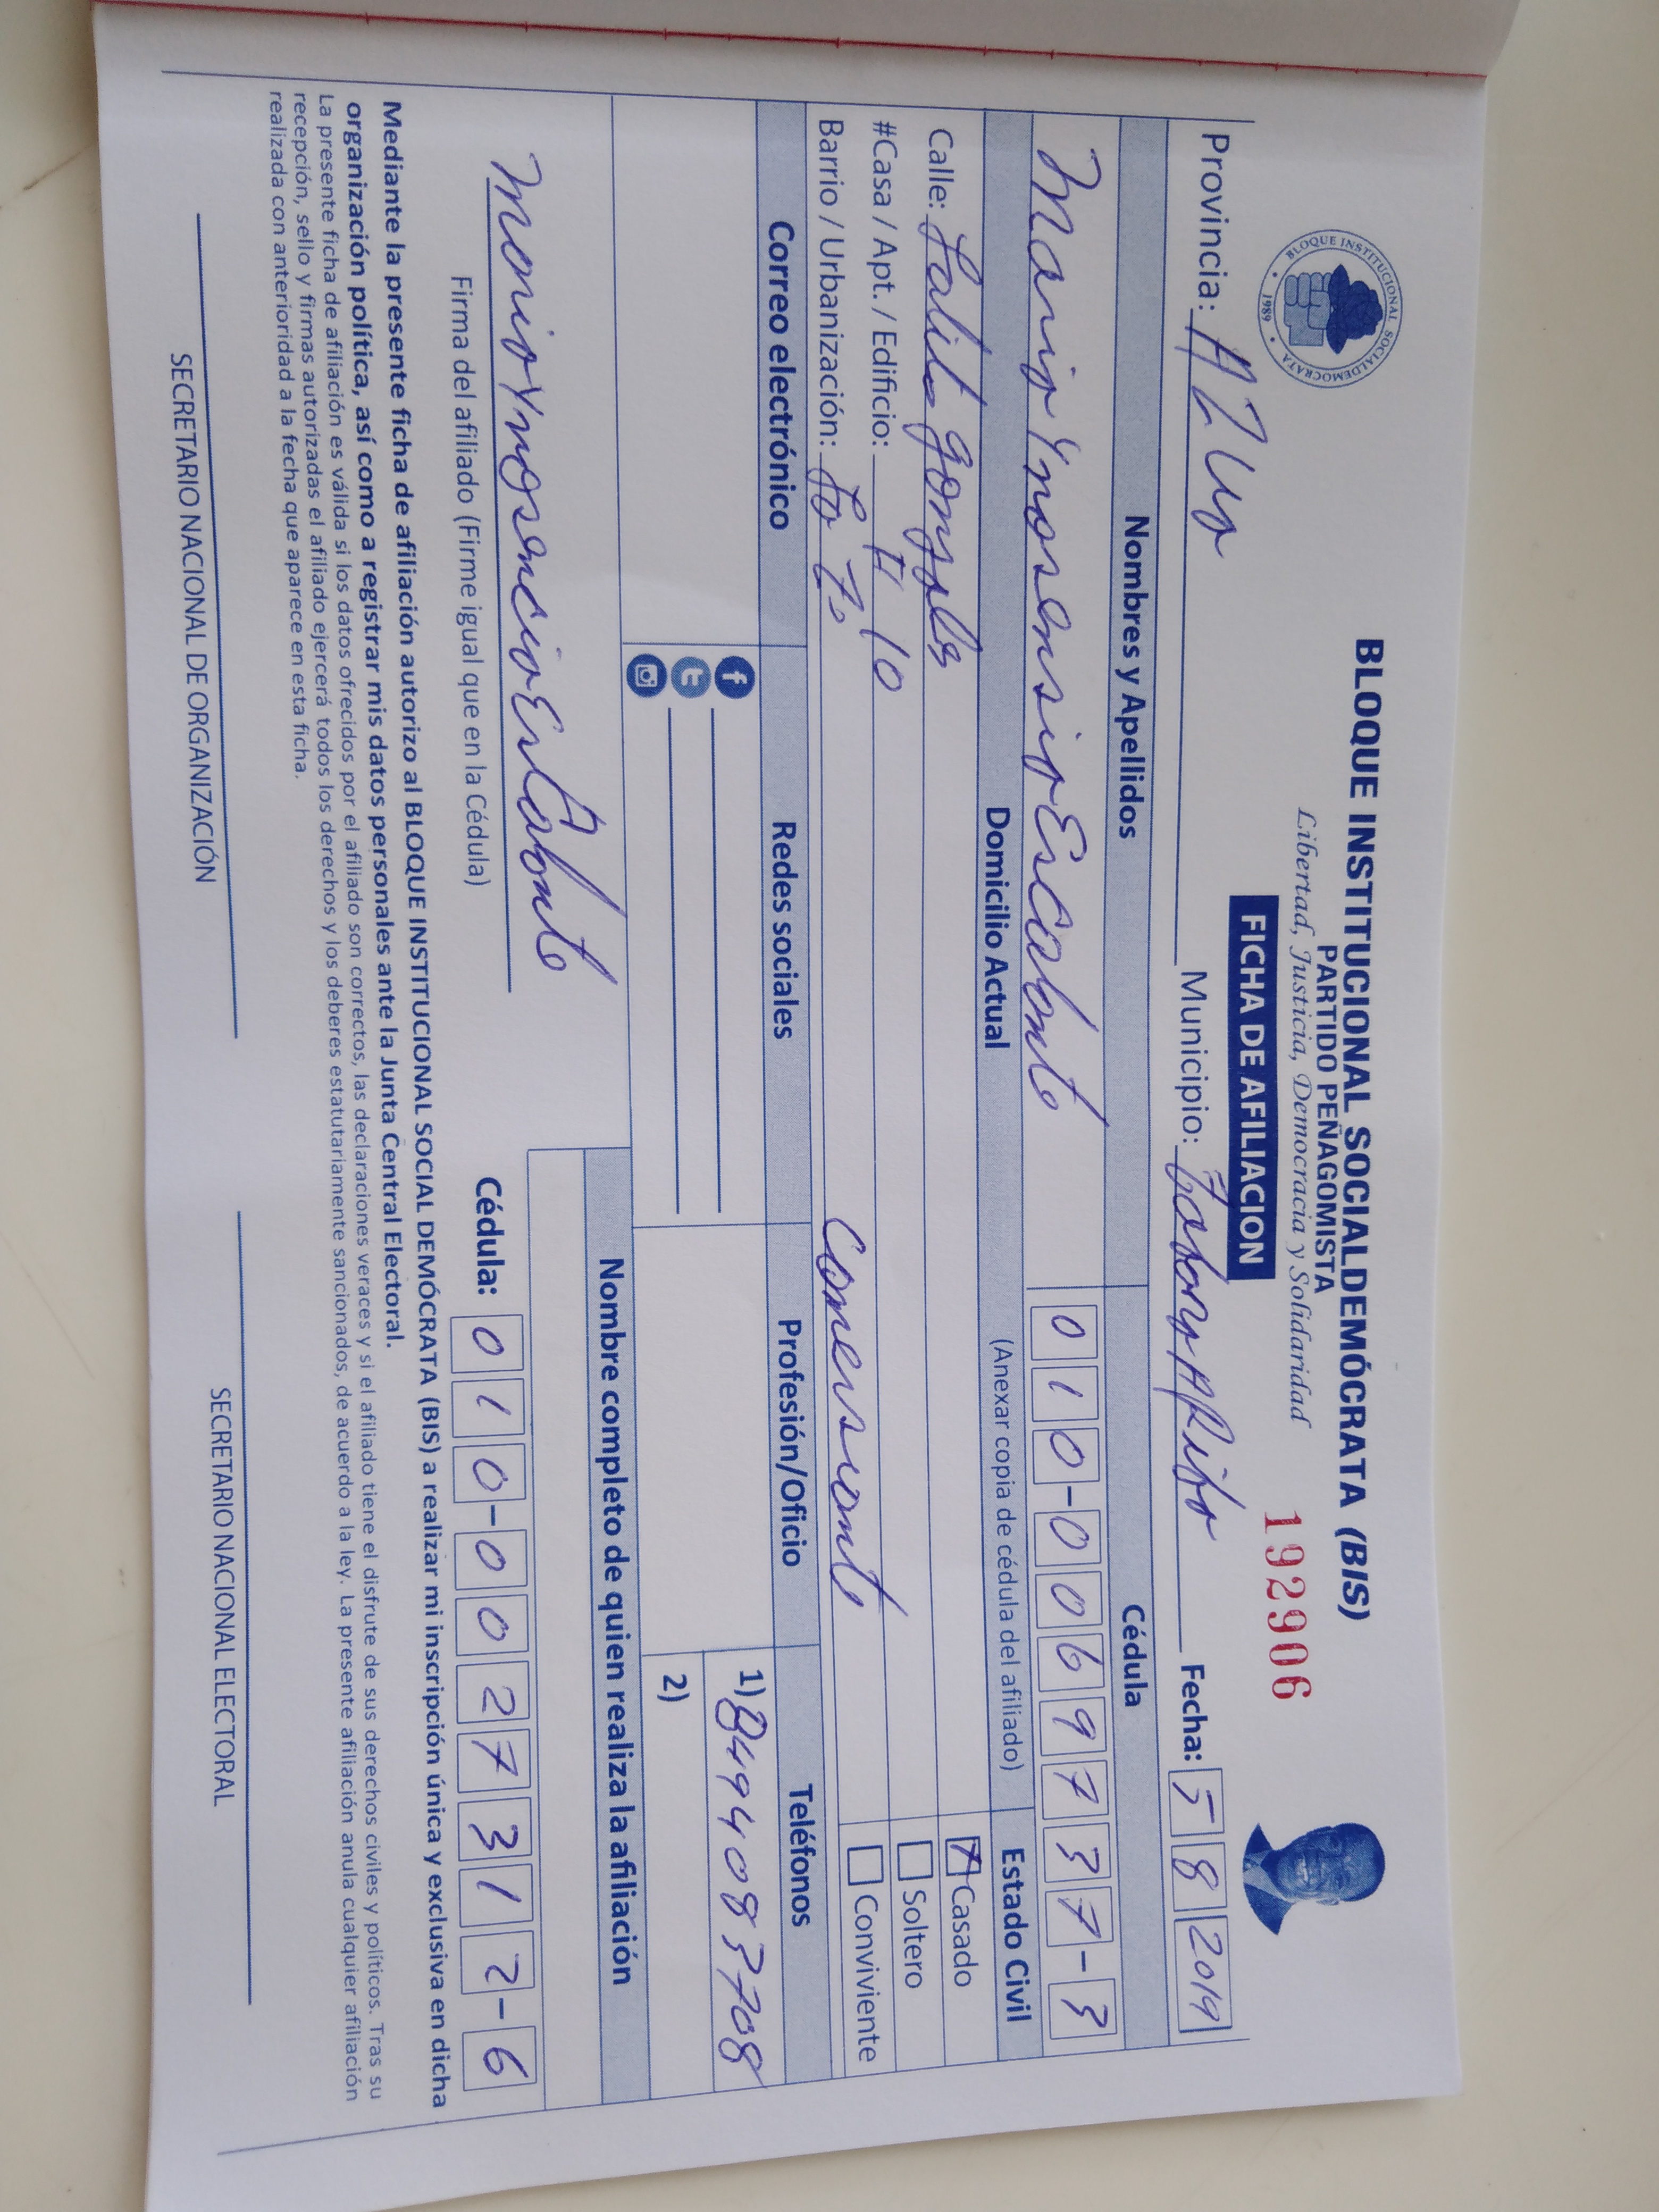 BLOQUE INSTITUCIONAL SOCIALDEMÓCRATA (BIS)
PARTIDO PEÑAGOMISTA
Libertad, Justicia, Democracia y Solidaridad
BLOQUE INSTITUCIONAL SOCIALDEMOCRATA
1989
FICHA DE AFILIACION
192906
Provincia: AZUa Municipio: Fecha: 5 8 2019
Nombres y Apellidos Cédula
Mario Ynosensio Escalante 010-0069737-3
Domicilio Actual (Anexar copia de cédula del afiliado) Estado Civil
Calle: Casado
#Casa / Apt. / Edificio: # 10 Soltero
Barrio / Urbanización: Conviviente
Correo electrónico Redes sociales Profesión/Oficio Teléfonos
Comersiante 1) 8494083708
2)
Nombre completo de quien realiza la afiliación
Firma del afiliado (Firme igual que en la Cédula)
Cédula: 010-0027312-6
Mediante la presente ficha de afiliación autorizo al BLOQUE INSTITUCIONAL SOCIAL DEMÓCRATA (BIS) a realizar mi inscripción única y exclusiva en dicha
organización política, así como a registrar mis datos personales ante la Junta Central Electoral.
La presente ficha de afiliación es válida si los datos ofrecidos por el afiliado son correctos, las declaraciones veraces y si el afiliado tiene el disfrute de sus derechos civiles y políticos. Tras su
recepción, sello y firmas autorizadas el afiliado ejercerá todos los derechos y los deberes estatutariamente sancionados, de acuerdo a la ley. La presente afiliación anula cualquier afiliación
realizada con anterioridad a la fecha que aparece en esta ficha.
SECRETARIO NACIONAL DE ORGANIZACIÓN SECRETARIO NACIONAL ELECTORAL